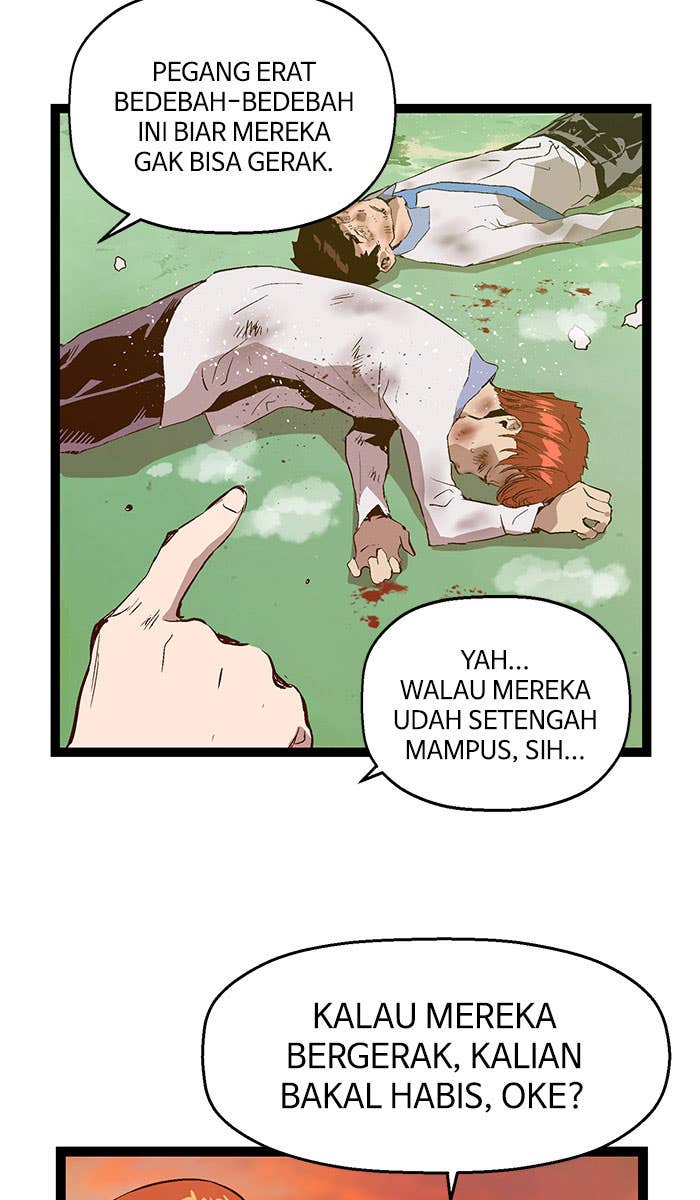 PEGANG ERAT
BEDEBAH-BEDEBAH
INI BIAR MEREKA
GAK BISA GERAK.
YAH...
WALAU MEREKA
UDAH SETENGAH
MAMPUS, SIH...
KALAU MEREKA
BERGERAK, KALIAN
BAKAL HABIS, OKE?